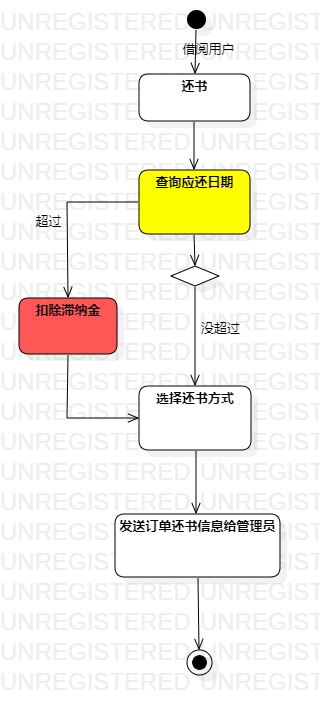 借阅用户
还书
查询应还日期
超过
扣除滞纳金
没超过
选择还书方式
发送订单还书信息给管理员
UNREGISTERED